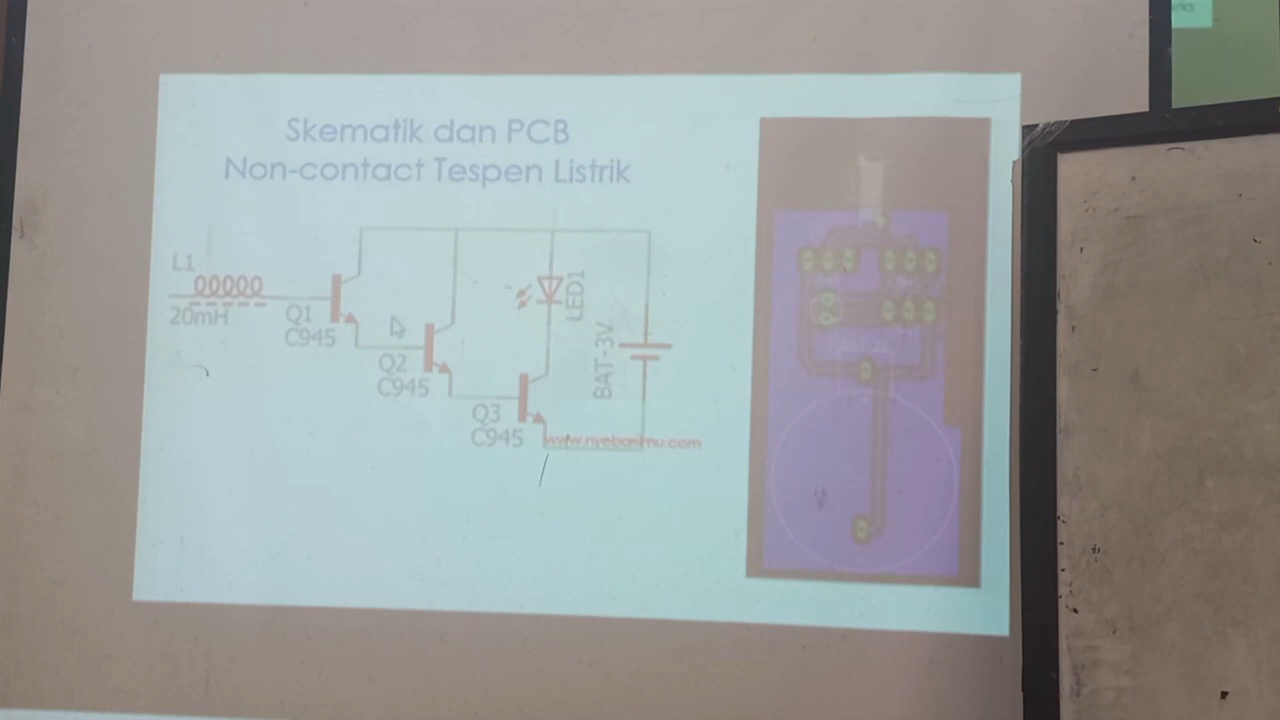 Skematik dan PCB
Non-contact Tespen Listrik
L1
20mH
Q1
C945
Q2
C945
Q3
C945
LED1
BAT-3V